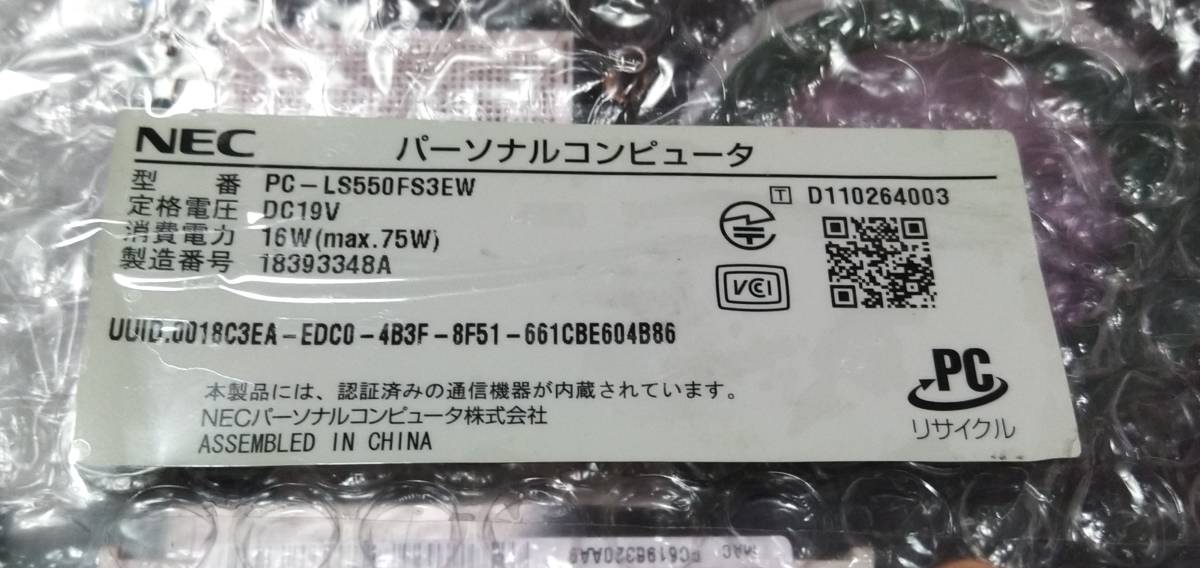 NEC パーソナルコンピュータ
型 番 PC-LS550FS3EW
定格電圧 DC19V
消費電力 16W(max.75W)
製造番号 18393348A
T D110264003
VCI
UUID:0018C3EA-EDC0-4B3F-8F51-661CBE604B86
本製品には、認証済みの通信機器が内蔵されています。
NECパーソナルコンピュータ株式会社
ASSEMBLED IN CHINA
PC
リサイクル
MAC